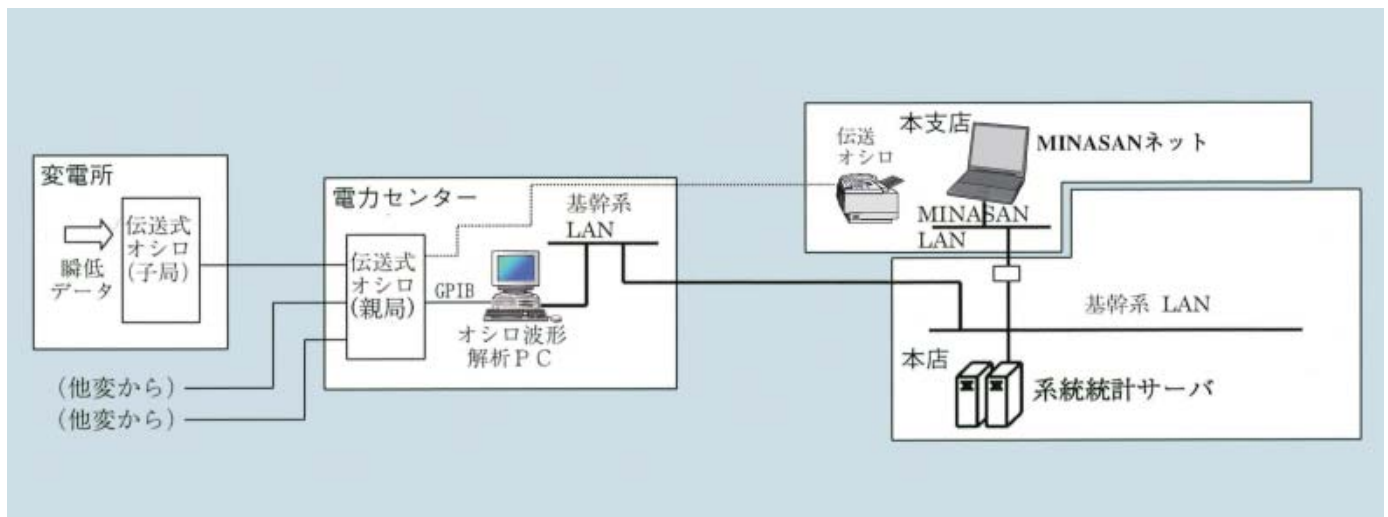 変電所
伝送式
オシロ
(子局)
瞬低
データ
(他変から)
(他変から)
電力センター
伝送式
オシロ
(親局)
GPIB
基幹系
LAN
オシロ波形
解析PC
伝送
オシロ
本支店
MINASANネット
MINASAN
LAN
基幹系 LAN
本店
系統統計サーバ